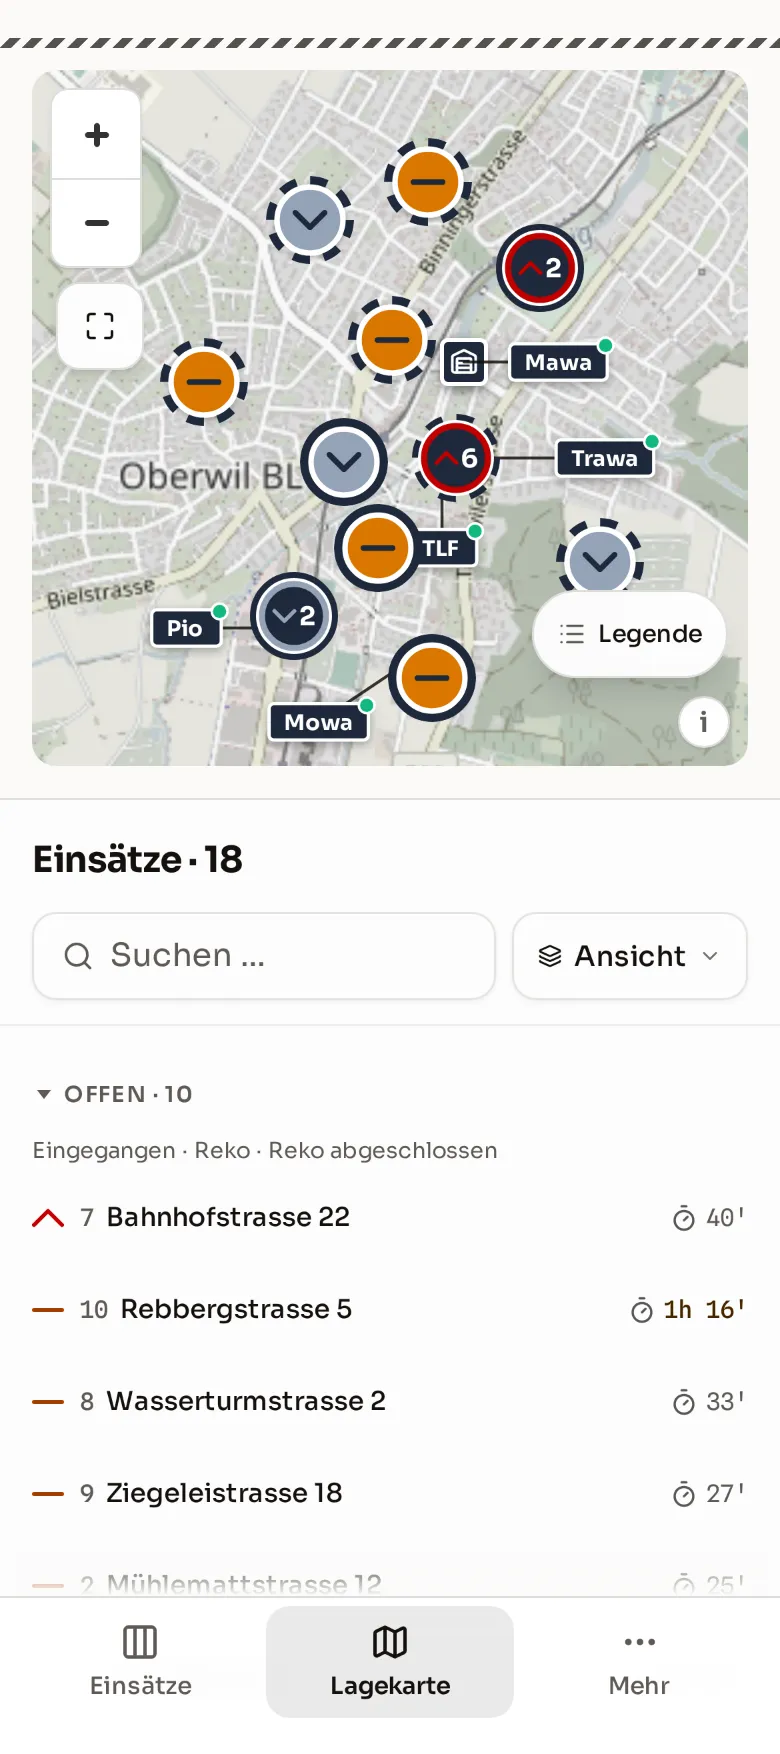 Binningerstrasse
2
Mawa
6
Trawa
Oberwil BL
TLF
Bielstrasse
Pio
2
Legende
Mowa
i
Einsätze · 18
Suchen ...
Ansicht
OFFEN · 10
Eingegangen · Reko · Reko abgeschlossen
7 Bahnhofstrasse 22 40'
10 Rebbergstrasse 5 1h 16'
8 Wasserturmstrasse 2 33'
9 Ziegeleistrasse 18 27'
2 Mühlemattstrasse 12 25'
Einsätze
Lagekarte
Mehr